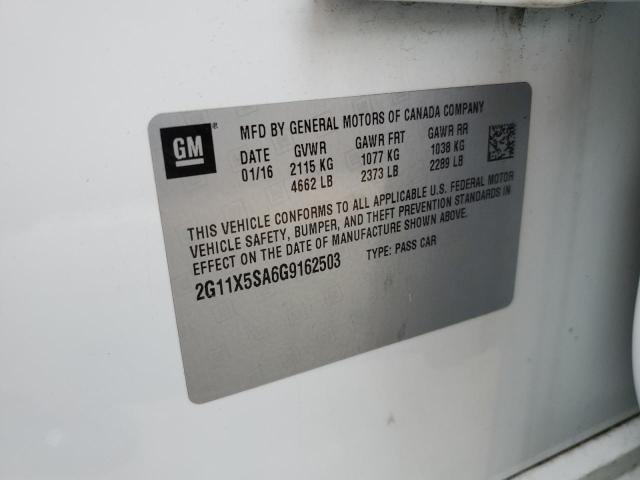 GM
MFD BY GENERAL MOTORS OF CANADA COMPANY
DATE GVWR GAWR FRT GAWR RR
01/16 2115 KG 1077 KG 1038 KG
4662 LB 2373 LB 2289 LB
THIS VEHICLE CONFORMS TO ALL APPLICABLE U.S. FEDERAL MOTOR
VEHICLE SAFETY, BUMPER, AND THEFT PREVENTION STANDARDS IN
EFFECT ON THE DATE OF MANUFACTURE SHOWN ABOVE.
2G11X5SA6G9162503 TYPE: PASS CAR